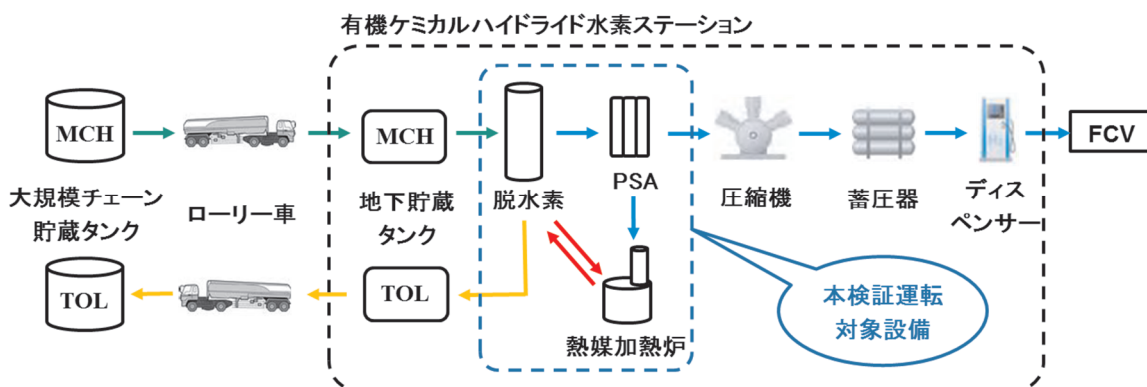 有機ケミカルハイドライド水素ステーション
MCH
MCH
PSA
FCV
大規模チェーン
貯蔵タンク
ローリー車
地下貯蔵
タンク
脱水素
圧縮機
蓄圧器
ディス
ペンサー
TOL
TOL
熱媒加熱炉
本検証運転
対象設備